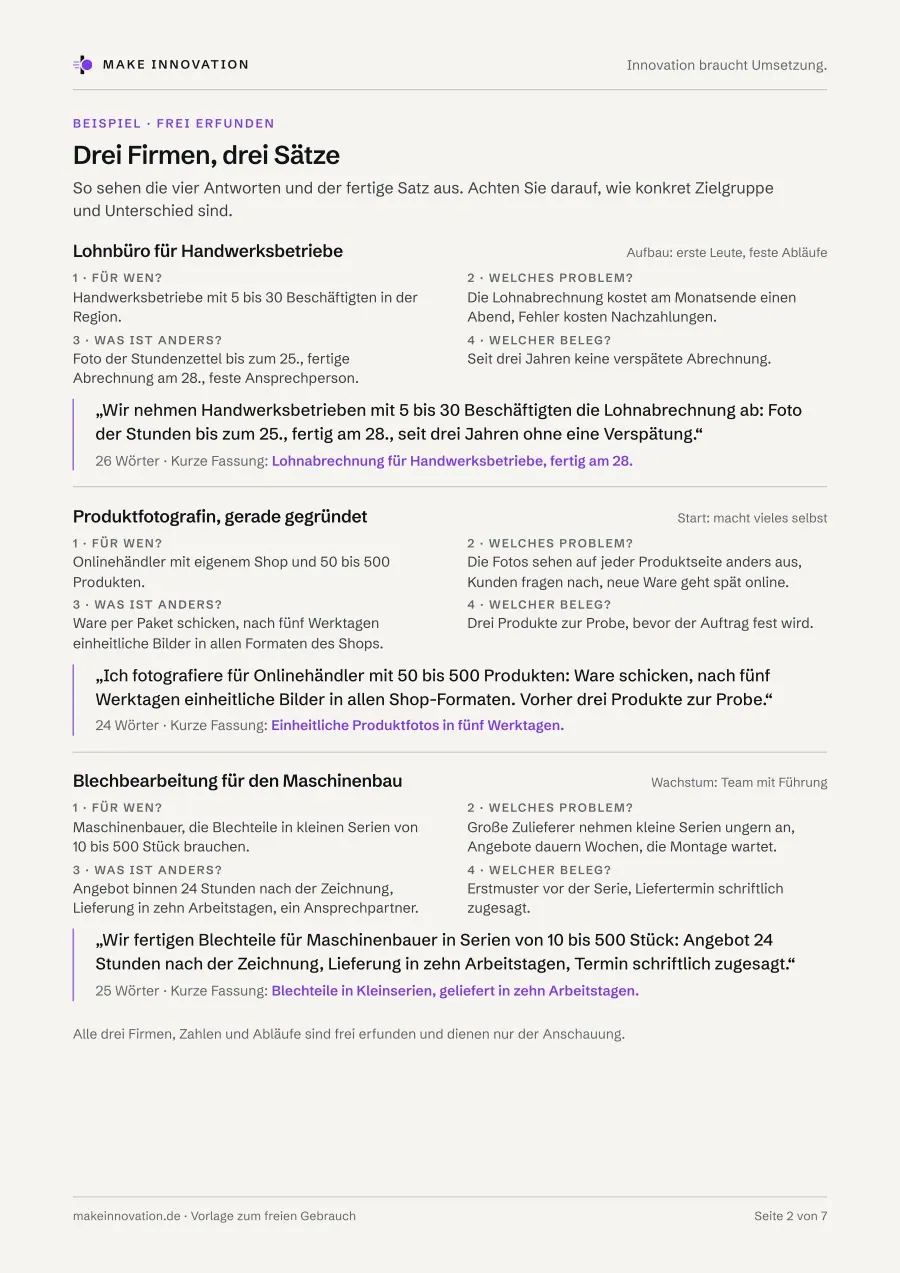 MAKE INNOVATION
Innovation braucht Umsetzung.
BEISPIEL · FREI ERFUNDEN
Drei Firmen, drei Sätze
So sehen die vier Antworten und der fertige Satz aus. Achten Sie darauf, wie konkret Zielgruppe
und Unterschied sind.
Lohnbüro für Handwerksbetriebe
Aufbau: erste Leute, feste Abläufe
1 · FÜR WEN?
Handwerksbetriebe mit 5 bis 30 Beschäftigten in der
Region.
2 · WELCHES PROBLEM?
Die Lohnabrechnung kostet am Monatsende einen
Abend, Fehler kosten Nachzahlungen.
3 · WAS IST ANDERS?
Foto der Stundenzettel bis zum 25., fertige
Abrechnung am 28., feste Ansprechperson.
4 · WELCHER BELEG?
Seit drei Jahren keine verspätete Abrechnung.
„Wir nehmen Handwerksbetrieben mit 5 bis 30 Beschäftigten die Lohnabrechnung ab: Foto
der Stunden bis zum 25., fertig am 28., seit drei Jahren ohne eine Verspätung.“
26 Wörter · Kurze Fassung: Lohnabrechnung für Handwerksbetriebe, fertig am 28.
Produktfotografin, gerade gegründet
Start: macht vieles selbst
1 · FÜR WEN?
Onlinehändler mit eigenem Shop und 50 bis 500
Produkten.
2 · WELCHES PROBLEM?
Die Fotos sehen auf jeder Produktseite anders aus,
Kunden fragen nach, neue Ware geht spät online.
3 · WAS IST ANDERS?
Ware per Paket schicken, nach fünf Werktagen
einheitliche Bilder in allen Formaten des Shops.
4 · WELCHER BELEG?
Drei Produkte zur Probe, bevor der Auftrag fest wird.
„Ich fotografiere für Onlinehändler mit 50 bis 500 Produkten: Ware schicken, nach fünf
Werktagen einheitliche Bilder in allen Shop-Formaten. Vorher drei Produkte zur Probe.“
24 Wörter · Kurze Fassung: Einheitliche Produktfotos in fünf Werktagen.
Blechbearbeitung für den Maschinenbau
Wachstum: Team mit Führung
1 · FÜR WEN?
Maschinenbauer, die Blechteile in kleinen Serien von
10 bis 500 Stück brauchen.
2 · WELCHES PROBLEM?
Große Zulieferer nehmen kleine Serien ungern an,
Angebote dauern Wochen, die Montage wartet.
3 · WAS IST ANDERS?
Angebot binnen 24 Stunden nach der Zeichnung,
Lieferung in zehn Arbeitstagen, ein Ansprechpartner.
4 · WELCHER BELEG?
Erstmuster vor der Serie, Liefertermin schriftlich
zugesagt.
„Wir fertigen Blechteile für Maschinenbauer in Serien von 10 bis 500 Stück: Angebot 24
Stunden nach der Zeichnung, Lieferung in zehn Arbeitstagen, Termin schriftlich zugesagt.“
25 Wörter · Kurze Fassung: Blechteile in Kleinserien, geliefert in zehn Arbeitstagen.
Alle drei Firmen, Zahlen und Abläufe sind frei erfunden und dienen nur der Anschauung.
makeinnovation.de · Vorlage zum freien Gebrauch
Seite 2 von 7